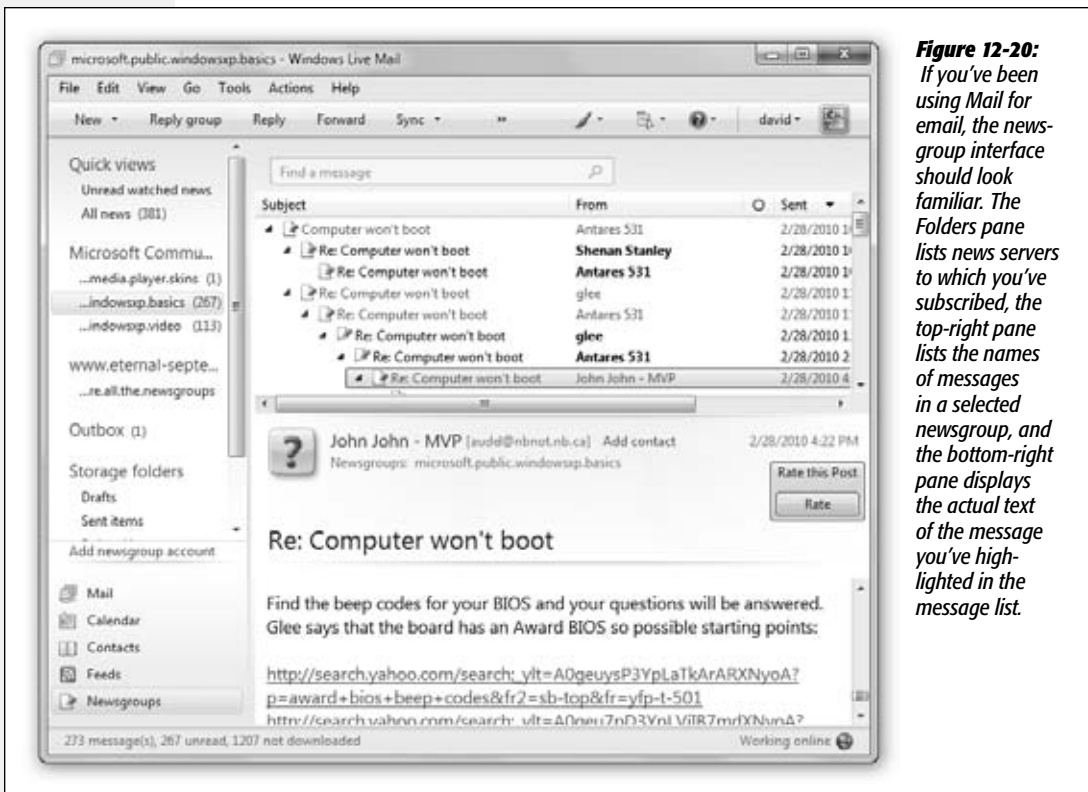 microsoft.public.windowsxp.basics - Windows Live Mail
File Edit View Go Tools Actions Help
New Reply group Reply Forward Sync » david
Quick views
Unread watched news
All news (381)
Microsoft Commu...
...media.player.skins (1)
...indowsxp.basics (267)
...indowsxp.video (113)
www.eternal-septe...
...re.all.the.newsgroups
Outbox (1)
Storage folders
Drafts
Sent items
Add newsgroup account
Mail
Calendar
Contacts
Feeds
Newsgroups
Find a message
Subject From Sent
Computer won't boot Antares 531 2/28/2010 1
Re: Computer won't boot Shenan Stanley 2/28/2010 1
Re: Computer won't boot Antares 531 2/28/2010 1
Re: Computer won't boot glee 2/28/2010 1
Re: Computer won't boot Antares 531 2/28/2010 1
Re: Computer won't boot glee 2/28/2010 1
Re: Computer won't boot Antares 531 2/28/2010 2
Re: Computer won't boot John John - MVP 2/28/2010 4
John John - MVP [audd@nbnot.nb.ca] Add contact 2/28/2010 4:22 PM
Newsgroups: microsoft.public.windowsxp.basics
Rate this Post
Rate
Re: Computer won't boot
Find the beep codes for your BIOS and your questions will be answered.
Glee says that the board has an Award BIOS so possible starting points:
http://search.yahoo.com/search;_ylt=A0geuysP3YpLaTkArARXNyoA?
p=award+bios+beep+codes&fr2=sb-top&fr=yfp-t-501
273 message(s), 267 unread, 1207 not downloaded Working online
Figure 12-20:
If you've been
using Mail for
email, the news-
group interface
should look
familiar. The
Folders pane
lists news servers
to which you've
subscribed, the
top-right pane
lists the names
of messages
in a selected
newsgroup, and
the bottom-right
pane displays
the actual text
of the message
you've high-
lighted in the
message list.